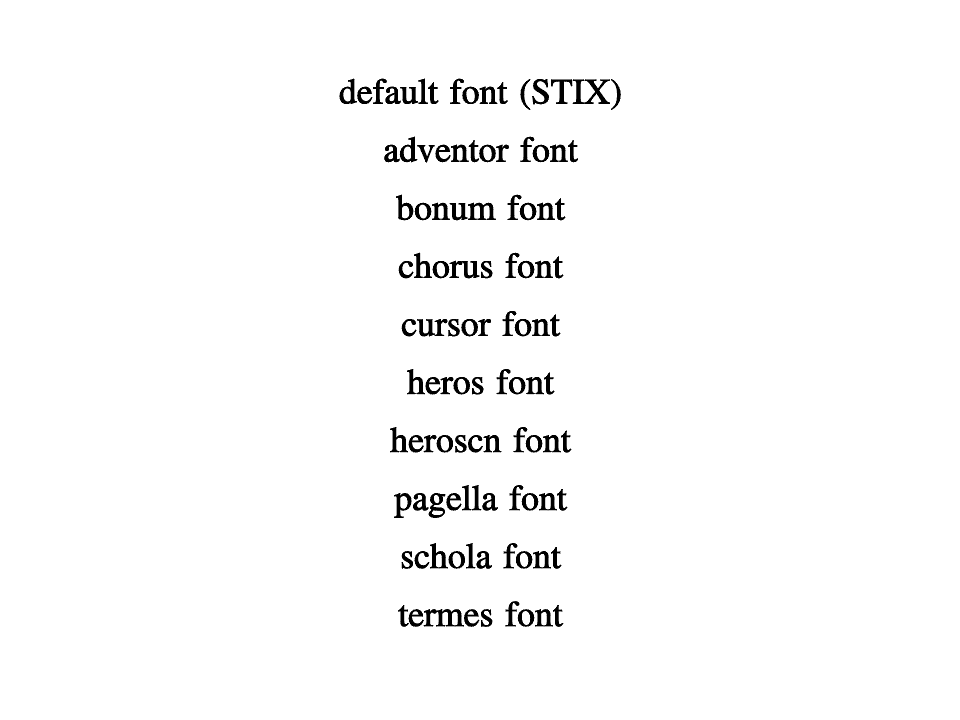 default font (STIX)
adventor font
bonum font
chorus font
cursor font
heros font
heroscn font
pagella font
schola font
termes font